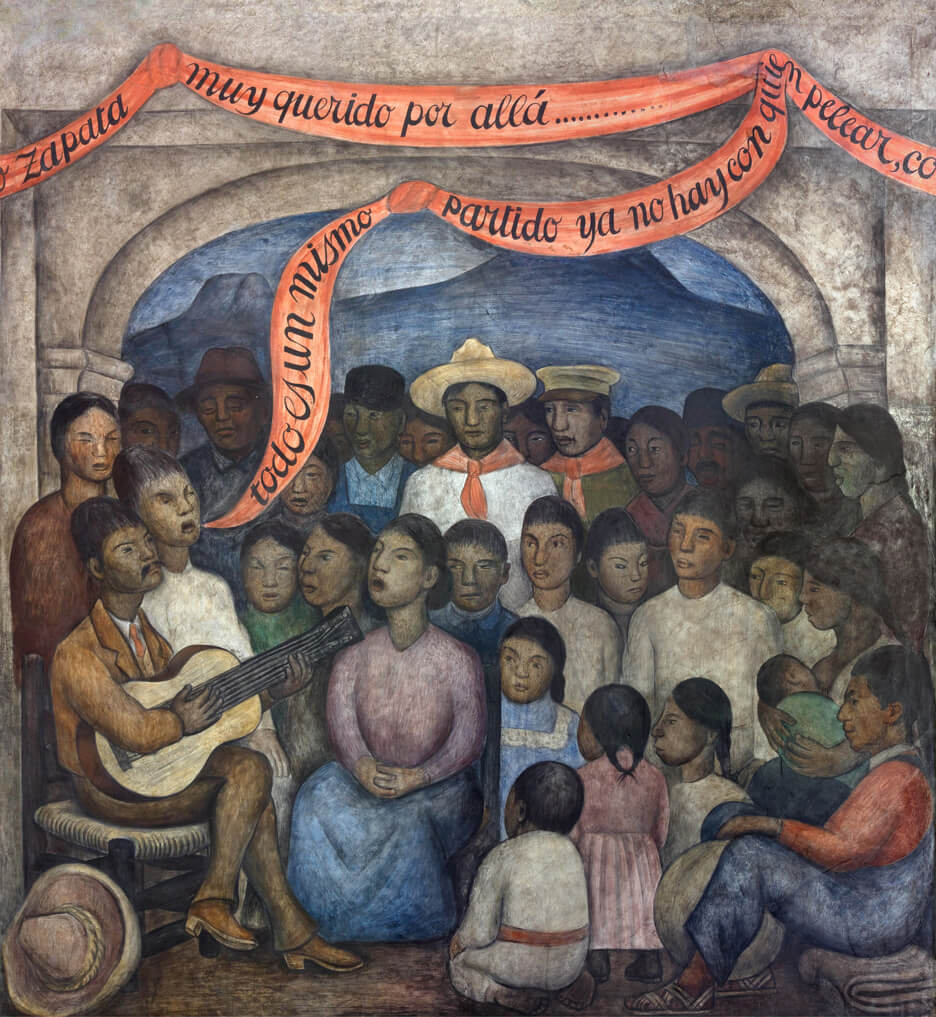 o Zapata muy querido por allá ............
todo es un mismo partido ya no hay con quien pelear, co